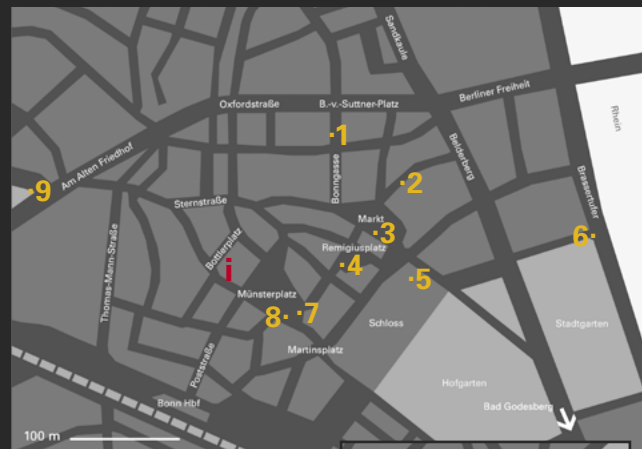 Sandkaule
Oxfordstraße
B.-v.-Suttner-Platz
Berliner Freiheit
Rhein
·1
Am Alten Friedhof
Belderberg
·9
Bonngasse
·2
Brassertufer
Sternstraße
Markt
·3
6·
Bottlerplatz
Remigiusplatz
·4
i
·5
Thomas-Mann-Straße
Münsterplatz
8·
·7
Schloss
Stadtgarten
Martinsplatz
Poststraße
Hofgarten
Bonn Hbf
Bad Godesberg
100 m